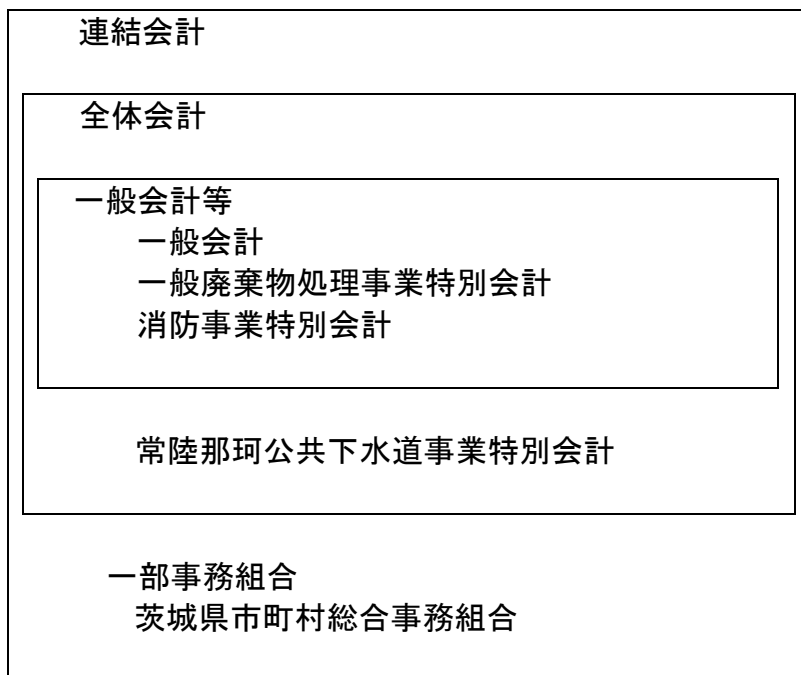 連結会計
全体会計
一般会計等
一般会計
一般廃棄物処理事業特別会計
消防事業特別会計
常陸那珂公共下水道事業特別会計
一部事務組合
茨城県市町村総合事務組合